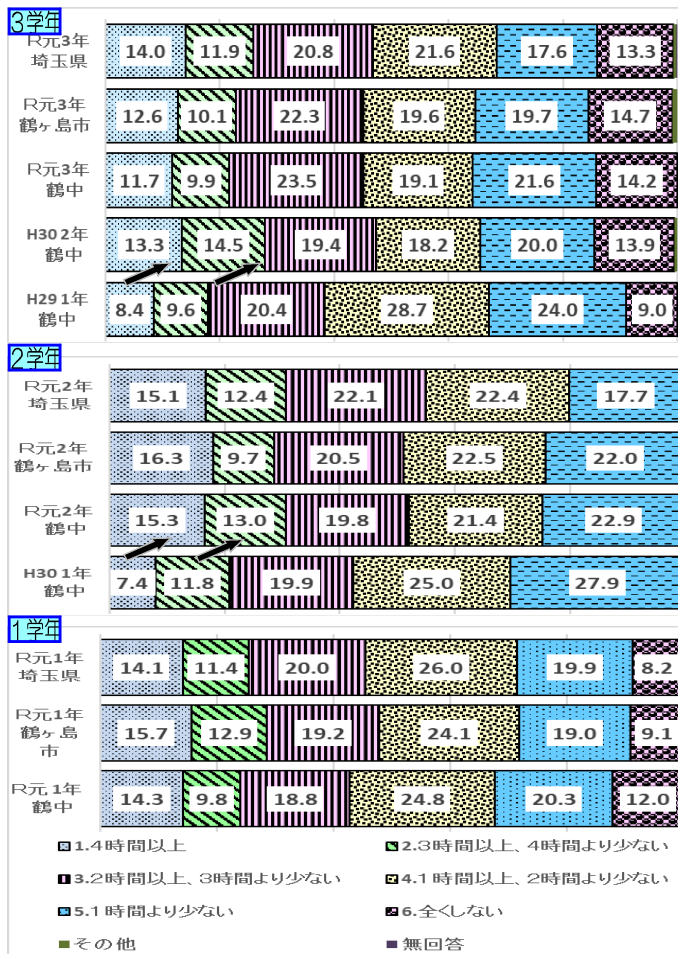 3学年
R元3年
埼玉県
14.0 11.9 20.8 21.6 17.6 13.3
R元3年
鶴ヶ島市
12.6 10.1 22.3 19.6 19.7 14.7
R元3年
鶴中
11.7 9.9 23.5 19.1 21.6 14.2
H30 2年
鶴中
13.3 14.5 19.4 18.2 20.0 13.9
H29 1年
鶴中
8.4 9.6 20.4 28.7 24.0 9.0
2学年
R元2年
埼玉県
15.1 12.4 22.1 22.4 17.7
R元2年
鶴ヶ島市
16.3 9.7 20.5 22.5 22.0
R元2年
鶴中
15.3 13.0 19.8 21.4 22.9
H30 1年
鶴中
7.4 11.8 19.9 25.0 27.9
1学年
R元1年
埼玉県
14.1 11.4 20.0 26.0 19.9 8.2
R元1年
鶴ヶ島
市
15.7 12.9 19.2 24.1 19.0 9.1
R元1年
鶴中
14.3 9.8 18.8 24.8 20.3 12.0
1.4時間以上 2.3時間以上、4時間より少ない
3.2時間以上、3時間より少ない 4.1時間以上、2時間より少ない
5.1時間より少ない 6.全くしない
その他 無回答